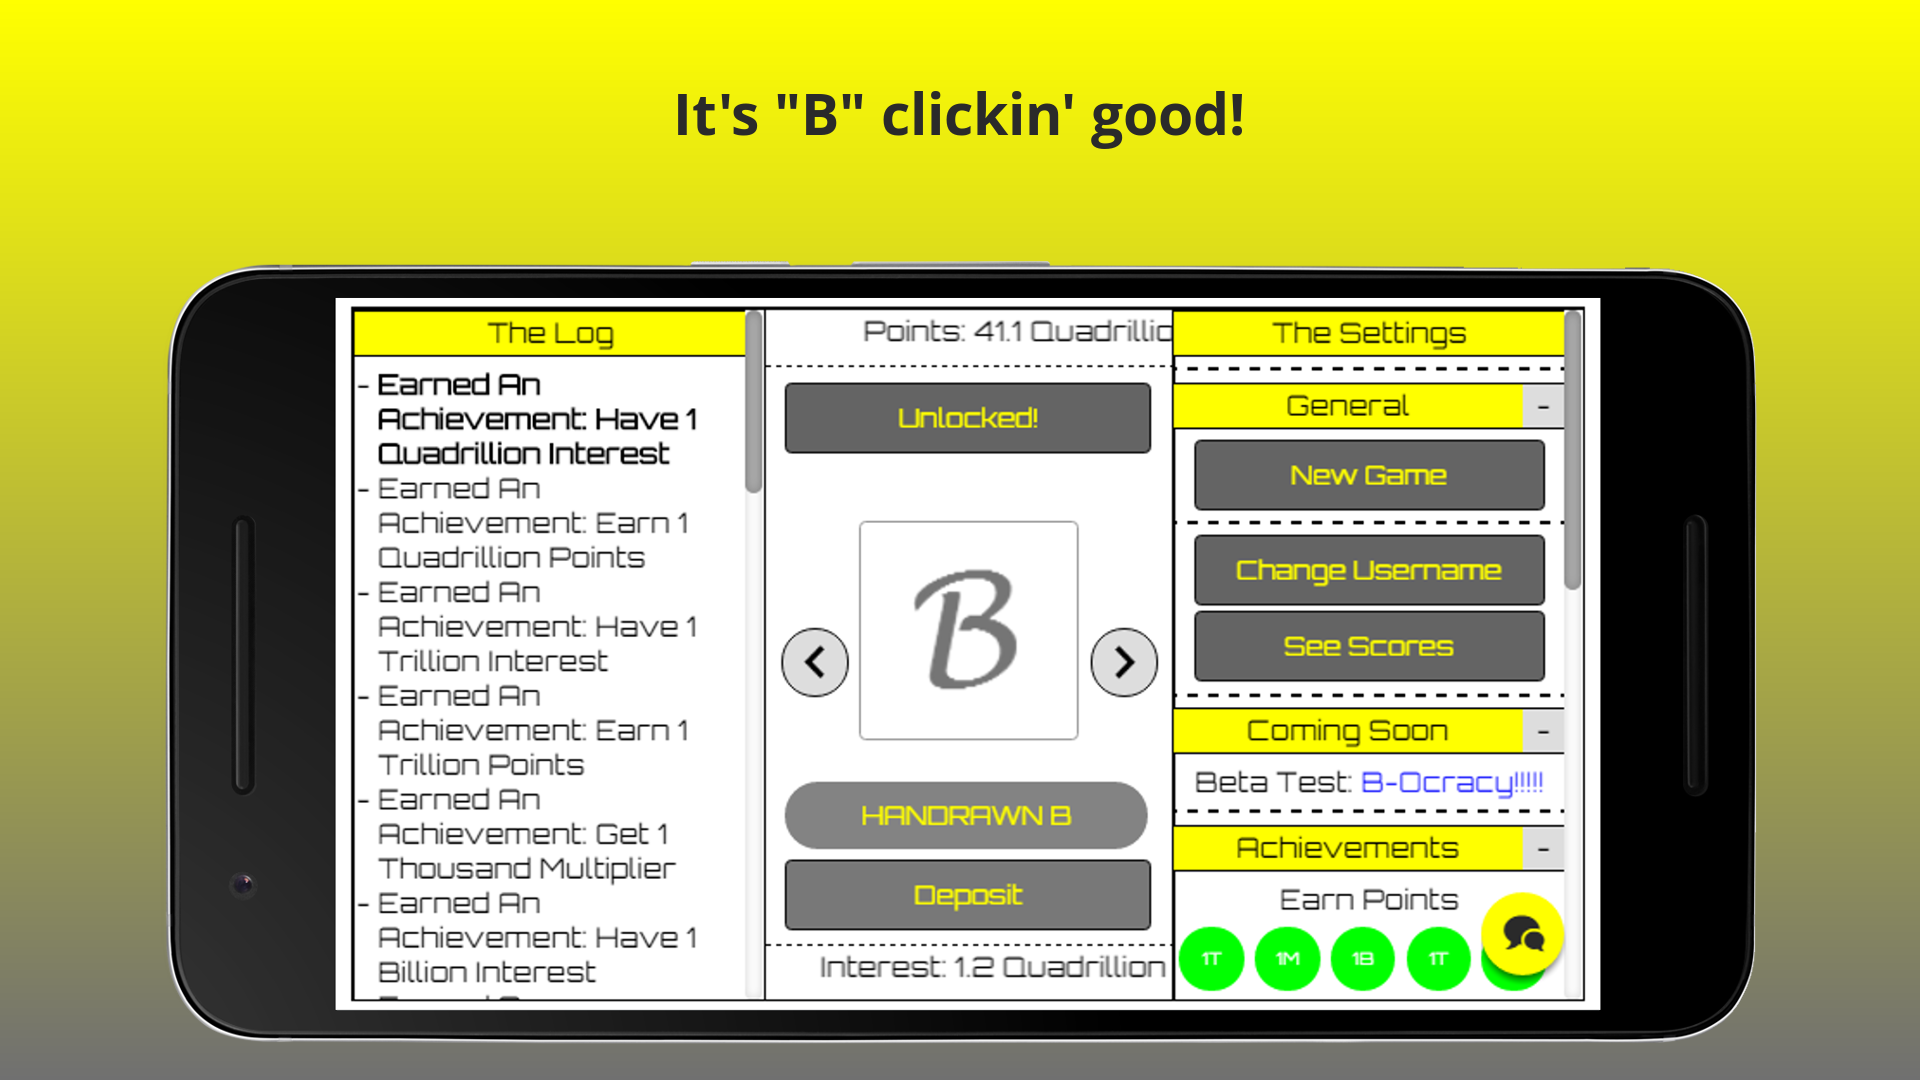 It's "B" clickin' good!
The Log
- Earned An
Achievement: Have 1
Quadrillion Interest
- Earned An
Achievement: Earn 1
Quadrillion Points
- Earned An
Achievement: Have 1
Trillion Interest
- Earned An
Achievement: Earn 1
Trillion Points
- Earned An
Achievement: Get 1
Thousand Multiplier
- Earned An
Achievement: Have 1
Billion Interest
Points: 41.1 Quadrillio
Unlocked!
B
HANDRAWN B
Deposit
Interest: 1.2 Quadrillion
The Settings
General -
New Game
Change Username
See Scores
Coming Soon -
Beta Test: B-Ocracy!!!!!
Achievements -
Earn Points
1T 1M 1B 1T